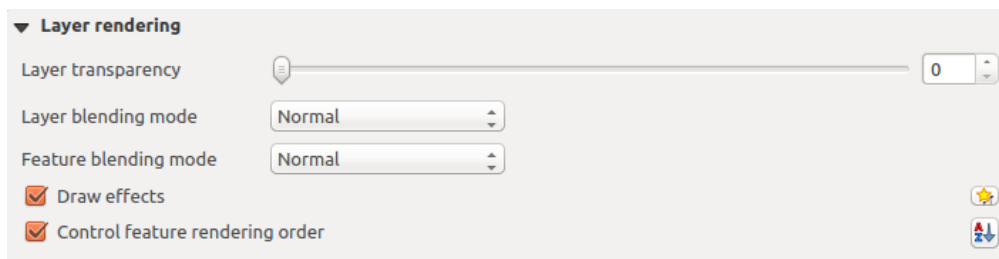 Layer rendering
Layer transparency 0
Layer blending mode Normal
Feature blending mode Normal
Draw effects
Control feature rendering order
A Z